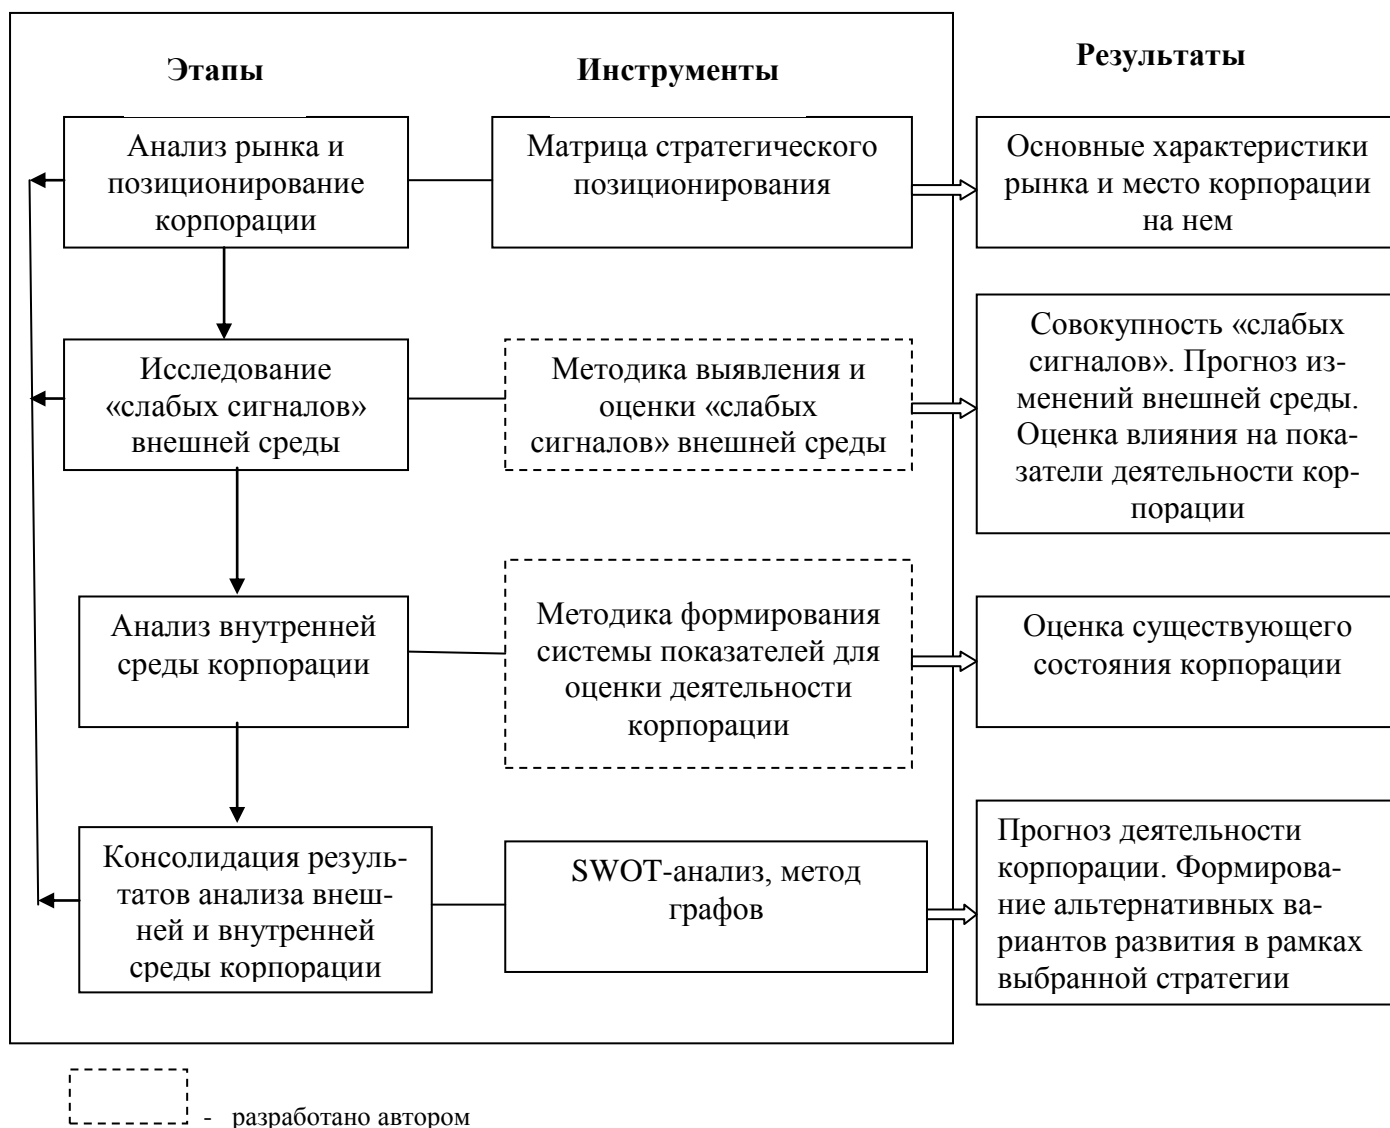 Этапы
Инструменты
Результаты
Анализ рынка и
позиционирование
корпорации
Матрица стратегического
позиционирования
Основные характеристики
рынка и место корпорации
на нем
Исследование
«слабых сигналов»
внешней среды
Методика выявления и
оценки «слабых
сигналов» внешней среды
Совокупность «слабых
сигналов». Прогноз из-
менений внешней среды.
Оценка влияния на пока-
затели деятельности кор-
порации
Анализ внутренней
среды корпорации
Методика формирования
системы показателей для
оценки деятельности
корпорации
Оценка существующего
состояния корпорации
Консолидация резуль-
татов анализа внеш-
ней и внутренней
среды корпорации
SWOT-анализ, метод
графов
Прогноз деятельности
корпорации. Формирова-
ние альтернативных ва-
риантов развития в рамках
выбранной стратегии
- разработано автором